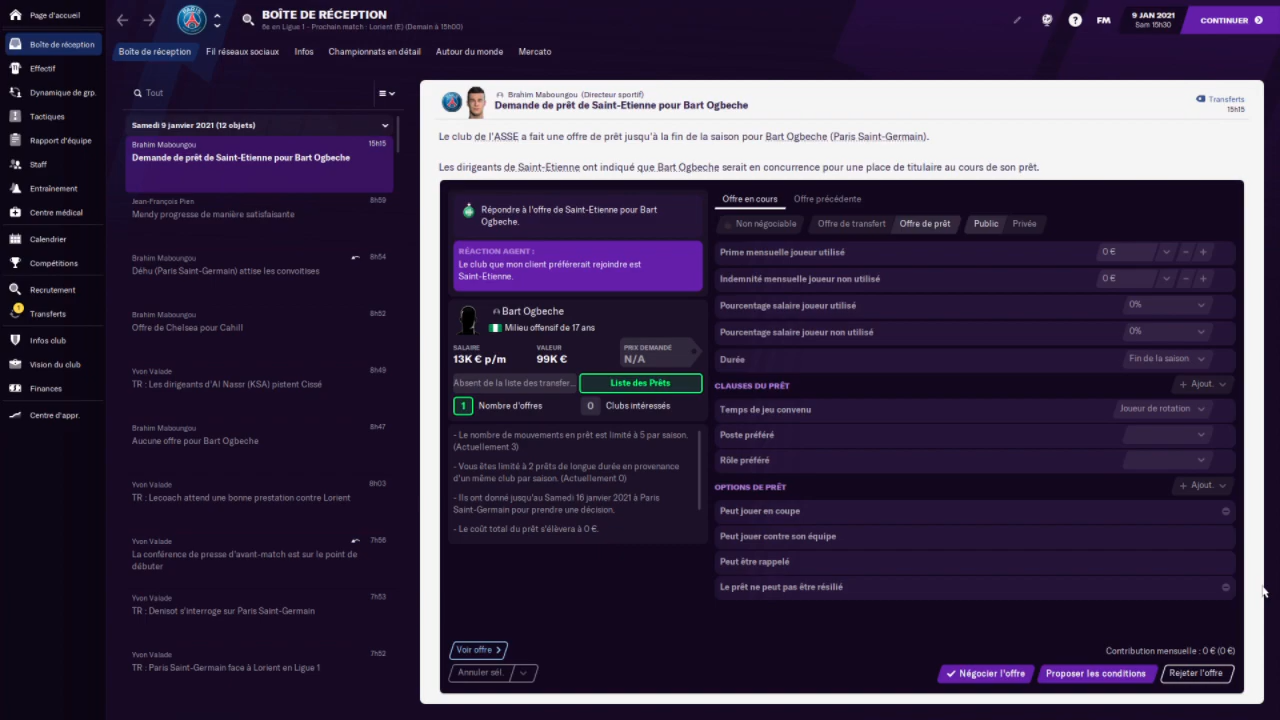 Page d'accueil
Boîte de réception
Effectif
Dynamique de grp.
Tactiques
Rapport d'équipe
Staff
Entraînement
Centre médical
Calendrier
Compétitions
Recrutement
Transferts
Infos club
Vision du club
Finances
Centre d'appr.
BOÎTE DE RÉCEPTION
6e en Ligue 1 - Prochain match : Lorient (E) (Demain à 15h00)
FM
9 JAN 2021
Sam 15h30
CONTINUER
Boîte de réception
Fil réseaux sociaux
Infos
Championnats en détail
Autour du monde
Mercato
Tout
Samedi 9 janvier 2021 (12 objets)
Brahim Maboungou 15h15
Demande de prêt de Saint-Etienne pour Bart Ogbeche
Jean-François Pien 8h59
Mendy progresse de manière satisfaisante
Brahim Maboungou 8h54
Déhu (Paris Saint-Germain) attise les convoitises
Brahim Maboungou 8h52
Offre de Chelsea pour Cahill
Yvon Valade 8h49
TR : Les dirigeants d'Al Nassr (KSA) pistent Cissé
Brahim Maboungou 8h47
Aucune offre pour Bart Ogbeche
Yvon Valade 8h03
TR : Lecoach attend une bonne prestation contre Lorient
Yvon Valade 7h56
La conférence de presse d'avant-match est sur le point de
débuter
Yvon Valade 7h53
TR : Denisot s'interroge sur Paris Saint-Germain
Yvon Valade 7h52
TR : Paris Saint-Germain face à Lorient en Ligue 1
Brahim Maboungou (Directeur sportif)
Demande de prêt de Saint-Etienne pour Bart Ogbeche
Transferts
15h15
Le club de l'ASSE a fait une offre de prêt jusqu'à la fin de la saison pour Bart Ogbeche (Paris Saint-Germain).
Les dirigeants de Saint-Etienne ont indiqué que Bart Ogbeche serait en concurrence pour une place de titulaire au cours de son prêt.
Répondre à l'offre de Saint-Etienne pour Bart
Ogbeche.
RÉACTION AGENT :
Le club que mon client préférerait rejoindre est
Saint-Etienne.
Bart Ogbeche
Milieu offensif de 17 ans
SALAIRE VALEUR PRIX DEMANDÉ
13K € p/m 99K € N/A
Absent de la liste des transfer... Liste des Prêts
1 Nombre d'offres 0 Clubs intéressés
- Le nombre de mouvements en prêt est limité à 5 par saison.
(Actuellement 3)
- Vous êtes limité à 2 prêts de longue durée en provenance
d'un même club par saison. (Actuellement 0)
- Ils ont donné jusqu'au Samedi 16 janvier 2021 à Paris
Saint-Germain pour prendre une décision.
- Le coût total du prêt s'élèvera à 0 €.
Voir offre
Annuler sél.
Offre en cours Offre précédente
Non négociable Offre de transfert Offre de prêt Public Privée
Prime mensuelle joueur utilisé 0 €
Indemnité mensuelle joueur non utilisé 0 €
Pourcentage salaire joueur utilisé 0%
Pourcentage salaire joueur non utilisé 0%
Durée Fin de la saison
CLAUSES DU PRÊT + Ajout.
Temps de jeu convenu Joueur de rotation
Poste préféré
Rôle préféré
OPTIONS DE PRÊT + Ajout.
Peut jouer en coupe
Peut jouer contre son équipe
Peut être rappelé
Le prêt ne peut pas être résilié
Contribution mensuelle : 0 € (0 €)
Négocier l'offre Proposer les conditions Rejeter l'offre